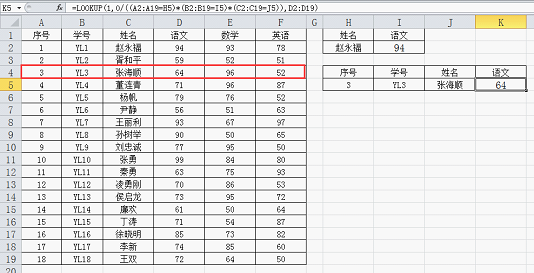 K5 =LOOKUP(1,0/((A2:A19=H5)*(B2:B19=I5)*(C2:C19=J5)),D2:D19)
A B C D E F G H I J K
1 序号 学号 姓名 语文 数学 英语 姓名 语文
2 1 YL1 赵永福 94 93 78 赵永福 94
3 2 YL2 胥和平 59 52 51
4 3 YL3 张海顺 64 96 52 序号 学号 姓名 语文
5 4 YL4 董连青 71 96 87 3 YL3 张海顺 64
6 5 YL5 杨帆 79 76 52
7 6 YL6 尹静 56 51 63
8 7 YL7 王丽利 93 67 97
9 8 YL8 孙树学 90 50 65
10 9 YL9 刘忠诚 77 95 50
11 10 YL10 张勇 99 84 80
12 11 YL11 秦勇 63 75 93
13 12 YL12 凌勇刚 70 86 53
14 13 YL13 侯启龙 73 95 72
15 14 YL14 廉欢 61 50 64
16 15 YL15 丁涛 71 54 87
17 16 YL16 徐晓明 85 73 82
18 17 YL17 李新 74 85 60
19 18 YL18 王双 72 64 50